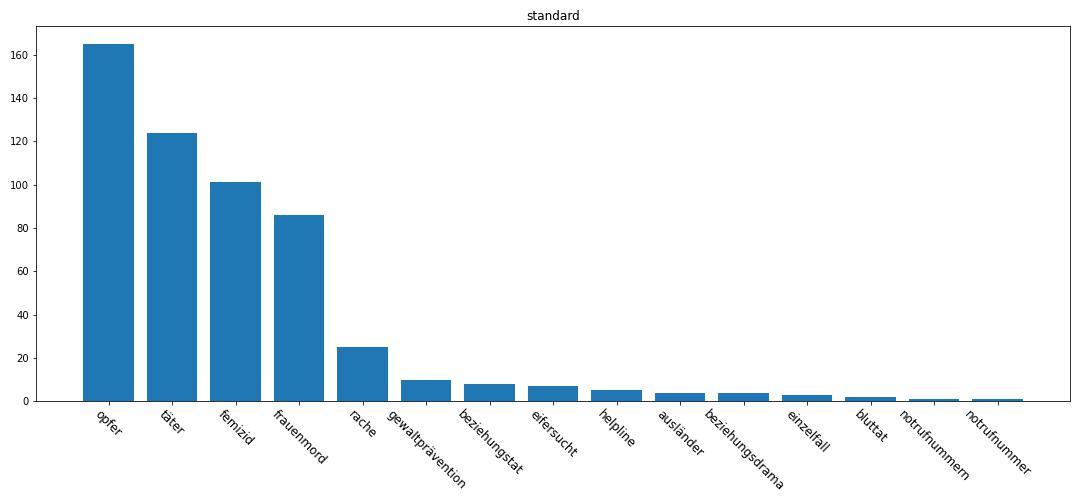 standard
160
140
120
100
80
60
40
20
0
opfer
täter
femizid
frauenmord
rache
gewaltprävention
beziehungstat
eifersucht
helpline
ausländer
beziehungsdrama
einzelfall
bluttat
notrufnummern
notrufnummer